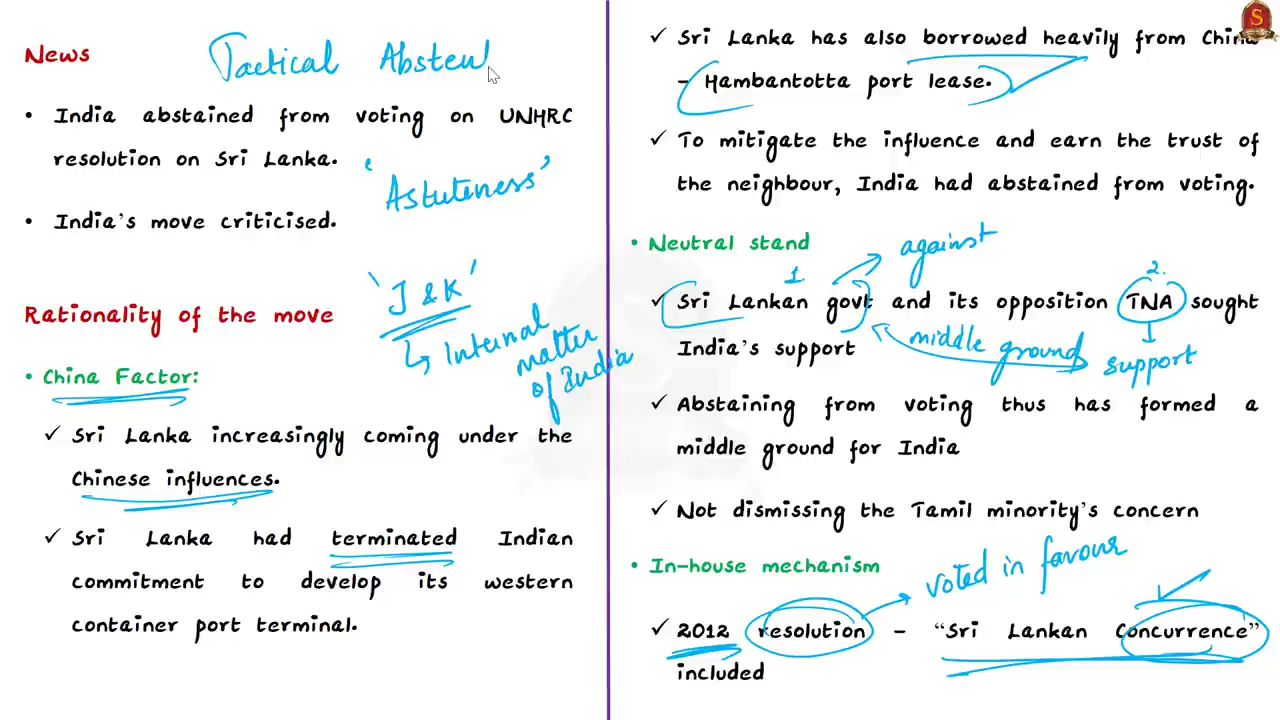 News
Tactical Absten
• India abstained from voting on UNHRC
resolution on Sri Lanka.
'Astuteness'
• India's move criticised.
'J & K'
Internal
matter
of India
Rationality of the move
• China Factor:
✓ Sri Lanka increasingly coming under the
Chinese influences.
✓ Sri Lanka had terminated Indian
commitment to develop its western
container port terminal.
✓ Sri Lanka has also borrowed heavily from China
- Hambantotta port lease.
✓ To mitigate the influence and earn the trust of
the neighbour, India had abstained from voting.
• Neutral stand
against
1.
2.
✓ Sri Lankan govt and its opposition TNA sought
India's support
middle ground
support
✓ Abstaining from voting thus has formed a
middle ground for India
✓ Not dismissing the Tamil minority's concern
• In-house mechanism
voted in favour
✓ 2012 resolution - "Sri Lankan Concurrence"
included